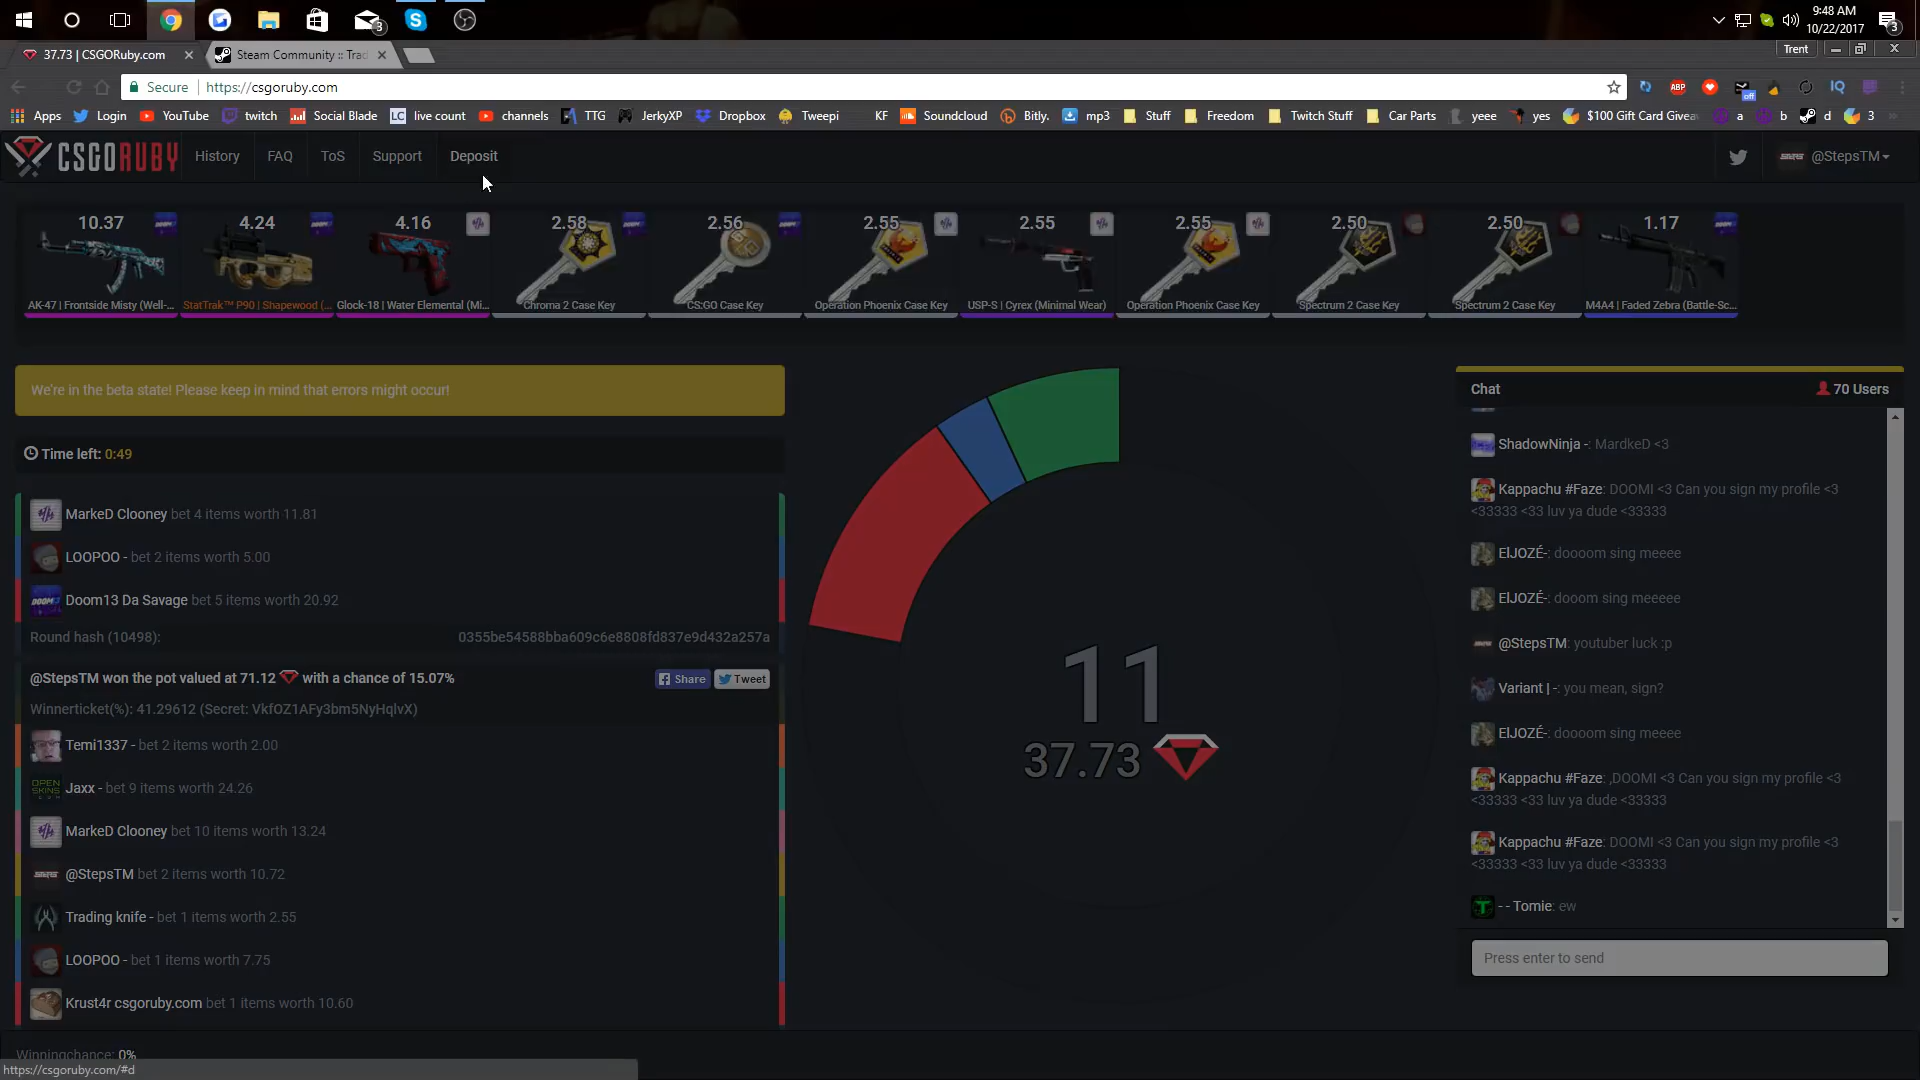 9:48 AM
10/22/2017
3
3
37.73 | CSGORuby.com
Steam Community :: Trad
Trent
Secure | https://csgoruby.com
ABP
off
IQ
Apps Login YouTube twitch Social Blade LC live count channels TTG JerkyXP Dropbox Tweepi KF Soundcloud Bitly. mp3 Stuff Freedom Twitch Stuff Car Parts yeee yes $100 Gift Card Givea a b d 3
CSGORUBY History FAQ ToS Support Deposit @StepsTM
10.37 4.24 4.16 2.58 2.56 2.55 2.55 2.55 2.50 2.50 1.17
AK-47 | Frontside Misty (Well-... StatTrak™ P90 | Shapewood (... Glock-18 | Water Elemental (Mi... Chroma 2 Case Key CS:GO Case Key Operation Phoenix Case Key USP-S | Cyrex (Minimal Wear) Operation Phoenix Case Key Spectrum 2 Case Key Spectrum 2 Case Key M4A4 | Faded Zebra (Battle-Sc...
We're in the beta state! Please keep in mind that errors might occur!
Time left: 0:49
MarkeD Clooney bet 4 items worth 11.81
LOOPOO - bet 2 items worth 5.00
Doom13 Da Savage bet 5 items worth 20.92
Round hash (10498): 0355be54588bba609c6e8808fd837e9d432a257a
@StepsTM won the pot valued at 71.12 with a chance of 15.07%
Share Tweet
Winnerticket(%): 41.29612 (Secret: VkfOZ1AFy3bm5NyHqlvX)
Temi1337 - bet 2 items worth 2.00
Jaxx - bet 9 items worth 24.26
MarkeD Clooney bet 10 items worth 13.24
@StepsTM bet 2 items worth 10.72
Trading knife - bet 1 items worth 2.55
LOOPOO - bet 1 items worth 7.75
Krust4r csgoruby.com bet 1 items worth 10.60
Winningchance: 0%
https://csgoruby.com/#d
11
37.73
Chat 70 Users
ShadowNinja -: MardkeD <3
Kappachu #Faze: DOOMI <3 Can you sign my profile <3
<33333 <33 luv ya dude <33333
ElJOZÉ-: doooom sing meeee
ElJOZÉ-: dooom sing meeeee
@StepsTM: youtuber luck :p
Variant | -: you mean, sign?
ElJOZÉ-: doooom sing meeee
Kappachu #Faze: ,DOOMI <3 Can you sign my profile <3
<33333 <33 luv ya dude <33333
Kappachu #Faze: DOOMI <3 Can you sign my profile <3
<33333 <33 luv ya dude <33333
- - Tomie: ew
Press enter to send